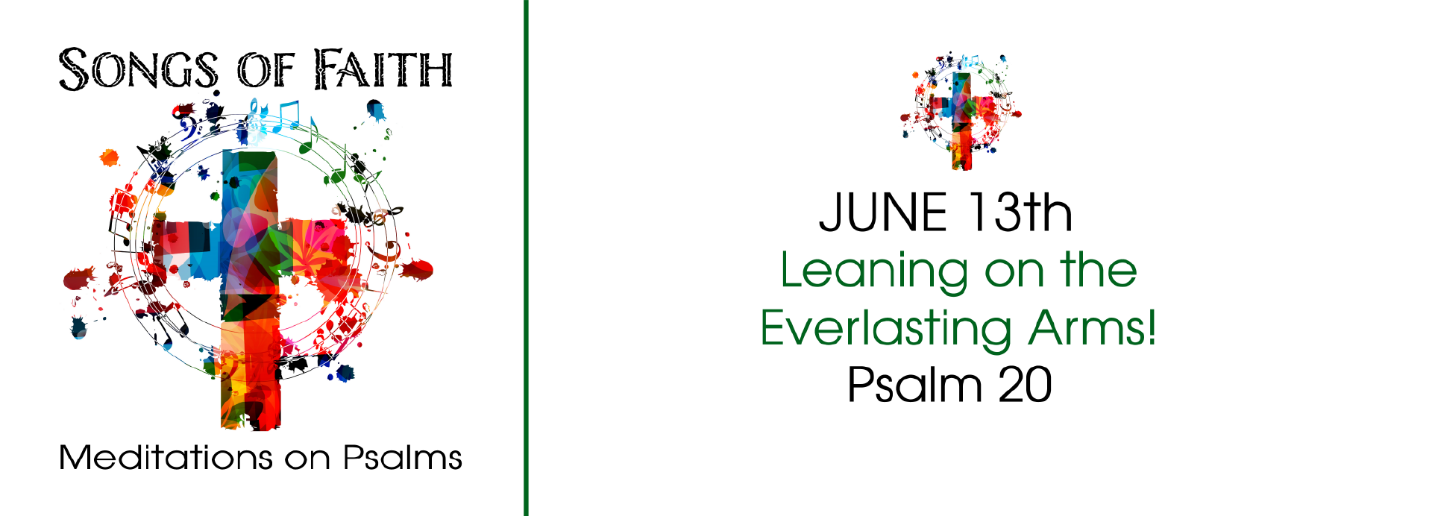 SONGS OF FAITH
Meditations on Psalms
JUNE 13th
Leaning on the
Everlasting Arms!
Psalm 20